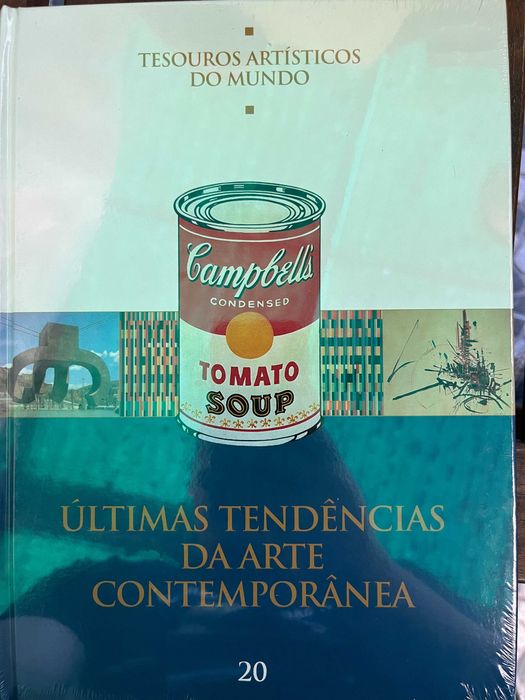 TESOUROS ARTÍSTICOS
DO MUNDO
Campbell's
CONDENSED
TOMATO
SOUP
ÚLTIMAS TENDÊNCIAS
DA ARTE
CONTEMPORÂNEA
20